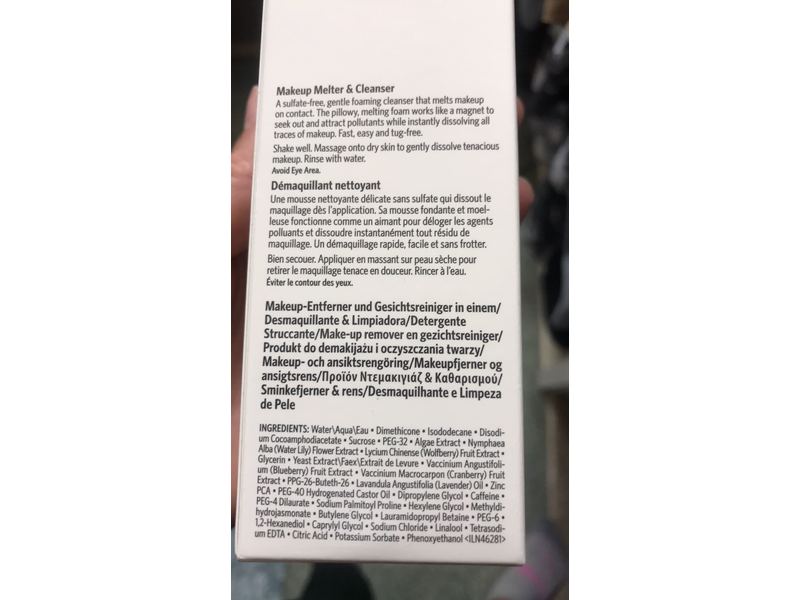 Makeup Melter & Cleanser
A sulfate-free, gentle foaming cleanser that melts makeup
on contact. The pillowy, melting foam works like a magnet to
seek out and attract pollutants while instantly dissolving all
traces of makeup. Fast, easy and tug-free.
Shake well. Massage onto dry skin to gently dissolve tenacious
makeup. Rinse with water.
Avoid Eye Area.
Démaquillant nettoyant
Une mousse nettoyante délicate sans sulfate qui dissout le
maquillage dès l'application. Sa mousse fondante et moel-
leuse fonctionne comme un aimant pour déloger les agents
polluants et dissoudre instantanément tout résidu de
maquillage. Un démaquillage rapide, facile et sans frotter.
Bien secouer. Appliquer en massant sur peau sèche pour
retirer le maquillage tenace en douceur. Rincer à l'eau.
Éviter le contour des yeux.
Makeup-Entferner und Gesichtsreiniger in einem/
Desmaquillante & Limpiadora/Detergente
Struccante/Make-up remover en gezichtsreiniger/
Produkt do demakijażu i oczyszczania twarzy/
Makeup- och ansiktsrengöring/Makeupfjerner og
ansigtsrens/Προϊόν Ντεμακιγιάζ & Καθαρισμού/
Sminkefjerner & rens/Desmaquilhante e Limpeza
de Pele
INGREDIENTS: Water\Aqua\Eau • Dimethicone • Isododecane • Disodi-
um Cocoamphodiacetate • Sucrose • PEG-32 • Algae Extract • Nymphaea
Alba (Water Lily) Flower Extract • Lycium Chinense (Wolfberry) Fruit Extract •
Glycerin • Yeast Extract\Faex\Extrait de Levure • Vaccinium Angustifoli-
um (Blueberry) Fruit Extract • Vaccinium Macrocarpon (Cranberry) Fruit
Extract • PPG-26-Buteth-26 • Lavandula Angustifolia (Lavender) Oil • Zinc
PCA • PEG-40 Hydrogenated Castor Oil • Dipropylene Glycol • Caffeine •
PEG-4 Dilaurate • Sodium Palmitoyl Proline • Hexylene Glycol • Methyldi-
hydrojasmonate • Butylene Glycol • Lauramidopropyl Betaine • PEG-6 •
1,2-Hexanediol • Caprylyl Glycol • Sodium Chloride • Linalool • Tetrasodi-
um EDTA • Citric Acid • Potassium Sorbate • Phenoxyethanol <ILN46281>